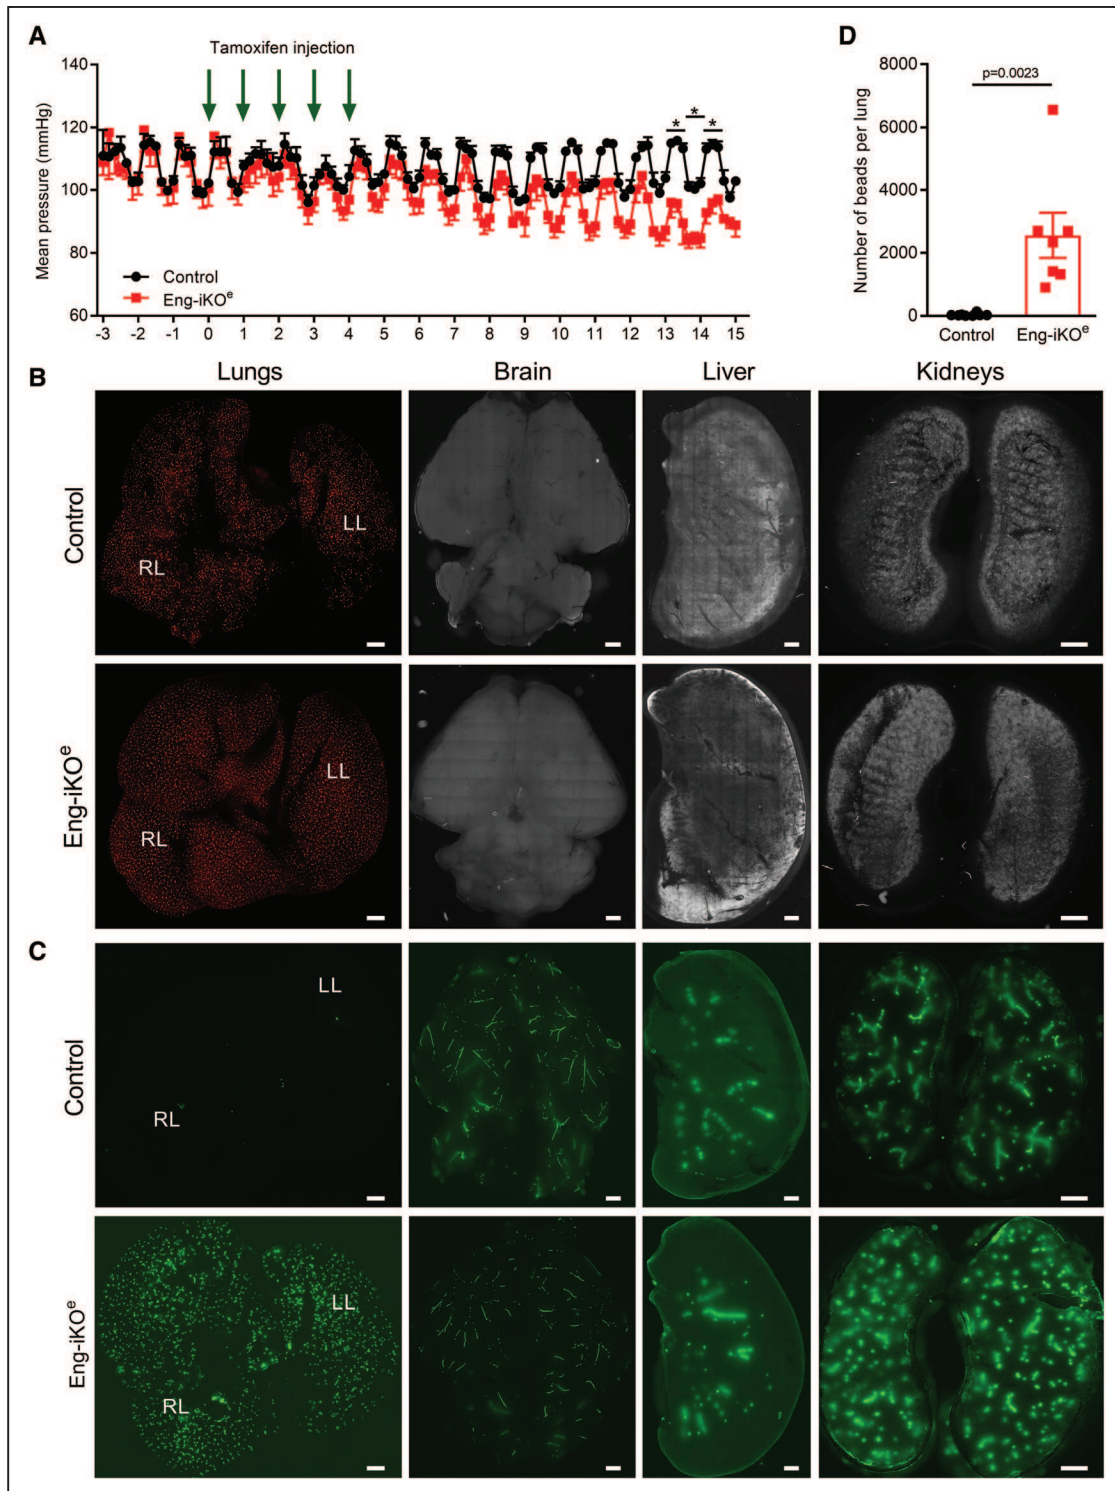 A
Tamoxifen injection
Mean pressure (mmHg)
140
120
100
80
60
* * *
Control
Eng-iKOᵉ
-3 -2 -1 0 1 2 3 4 5 6 7 8 9 10 11 12 13 14 15
D
Number of beads per lung
8000
6000
4000
2000
0
p=0.0023
Control Eng-iKOᵉ
B
Lungs Brain Liver Kidneys
Control
RL LL
Eng-iKOᵉ
RL LL
C
Control
LL
RL
Eng-iKOᵉ
LL
RL